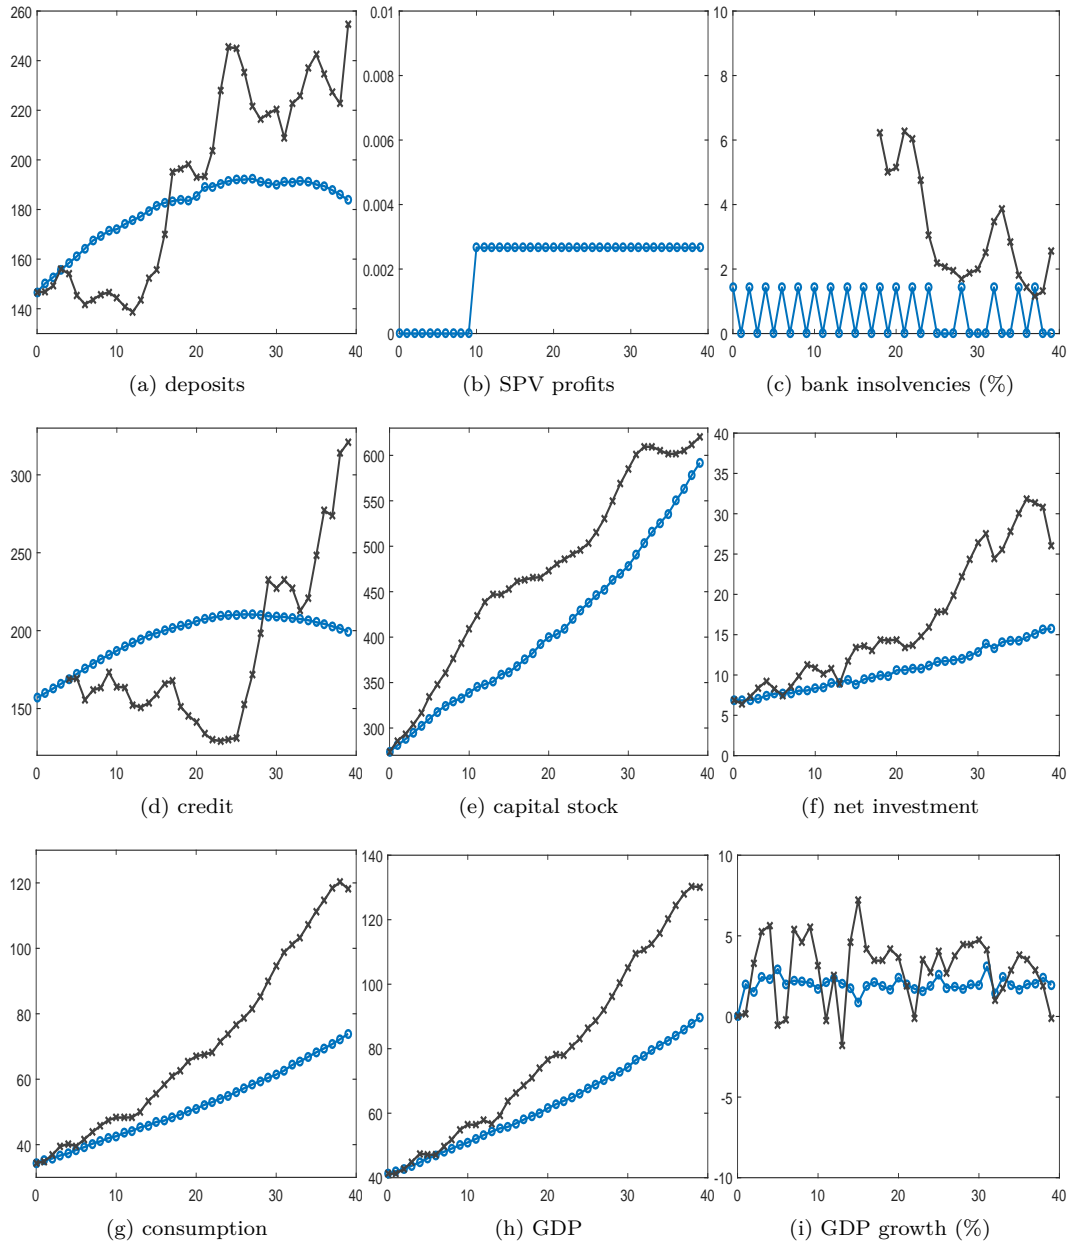 260
240
220
200
180
160
140
0 10 20 30 40
(a) deposits
0.01
0.008
0.006
0.004
0.002
0
0 10 20 30 40
(b) SPV profits
10
8
6
4
2
0
0 10 20 30 40
(c) bank insolvencies (%)
300
250
200
150
0 10 20 30 40
(d) credit
600
500
400
300
0 10 20 30 40
(e) capital stock
40
35
30
25
20
15
10
5
0
0 10 20 30 40
(f) net investment
120
100
80
60
40
0 10 20 30 40
(g) consumption
140
120
100
80
60
40
0 10 20 30 40
(h) GDP
10
5
0
-5
-10
0 10 20 30 40
(i) GDP growth (%)